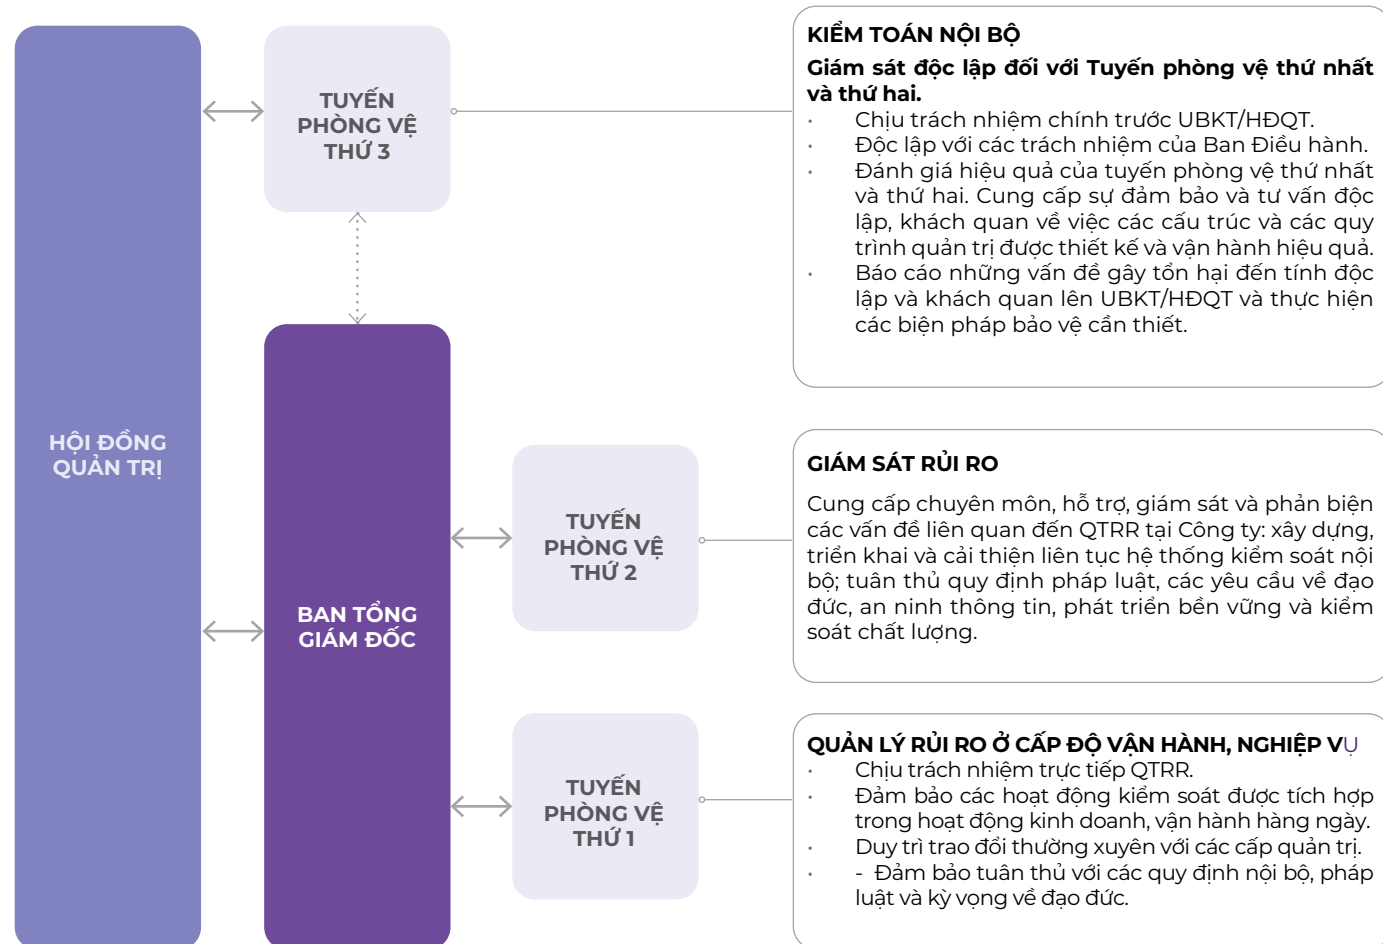 HỘI ĐỒNG
QUẢN TRỊ
TUYẾN
PHÒNG VỆ
THỨ 3
KIỂM TOÁN NỘI BỘ
Giám sát độc lập đối với Tuyến phòng vệ thứ nhất
và thứ hai.
· Chịu trách nhiệm chính trước UBKT/HĐQT.
· Độc lập với các trách nhiệm của Ban Điều hành.
· Đánh giá hiệu quả của tuyến phòng vệ thứ nhất
và thứ hai. Cung cấp sự đảm bảo và tư vấn độc
lập, khách quan về việc các cấu trúc và các quy
trình quản trị được thiết kế và vận hành hiệu quả.
· Báo cáo những vấn đề gây tổn hại đến tính độc
lập và khách quan lên UBKT/HĐQT và thực hiện
các biện pháp bảo vệ cần thiết.
BAN TỔNG
GIÁM ĐỐC
TUYẾN
PHÒNG VỆ
THỨ 2
GIÁM SÁT RỦI RO
Cung cấp chuyên môn, hỗ trợ, giám sát và phản biện
các vấn đề liên quan đến QTRR tại Công ty: xây dựng,
triển khai và cải thiện liên tục hệ thống kiểm soát nội
bộ; tuân thủ quy định pháp luật, các yêu cầu về đạo
đức, an ninh thông tin, phát triển bền vững và kiểm
soát chất lượng.
TUYẾN
PHÒNG VỆ
THỨ 1
QUẢN LÝ RỦI RO Ở CẤP ĐỘ VẬN HÀNH, NGHIỆP VỤ
· Chịu trách nhiệm trực tiếp QTRR.
· Đảm bảo các hoạt động kiểm soát được tích hợp
trong hoạt động kinh doanh, vận hành hàng ngày.
· Duy trì trao đổi thường xuyên với các cấp quản trị.
· - Đảm bảo tuân thủ với các quy định nội bộ, pháp
luật và kỳ vọng về đạo đức.